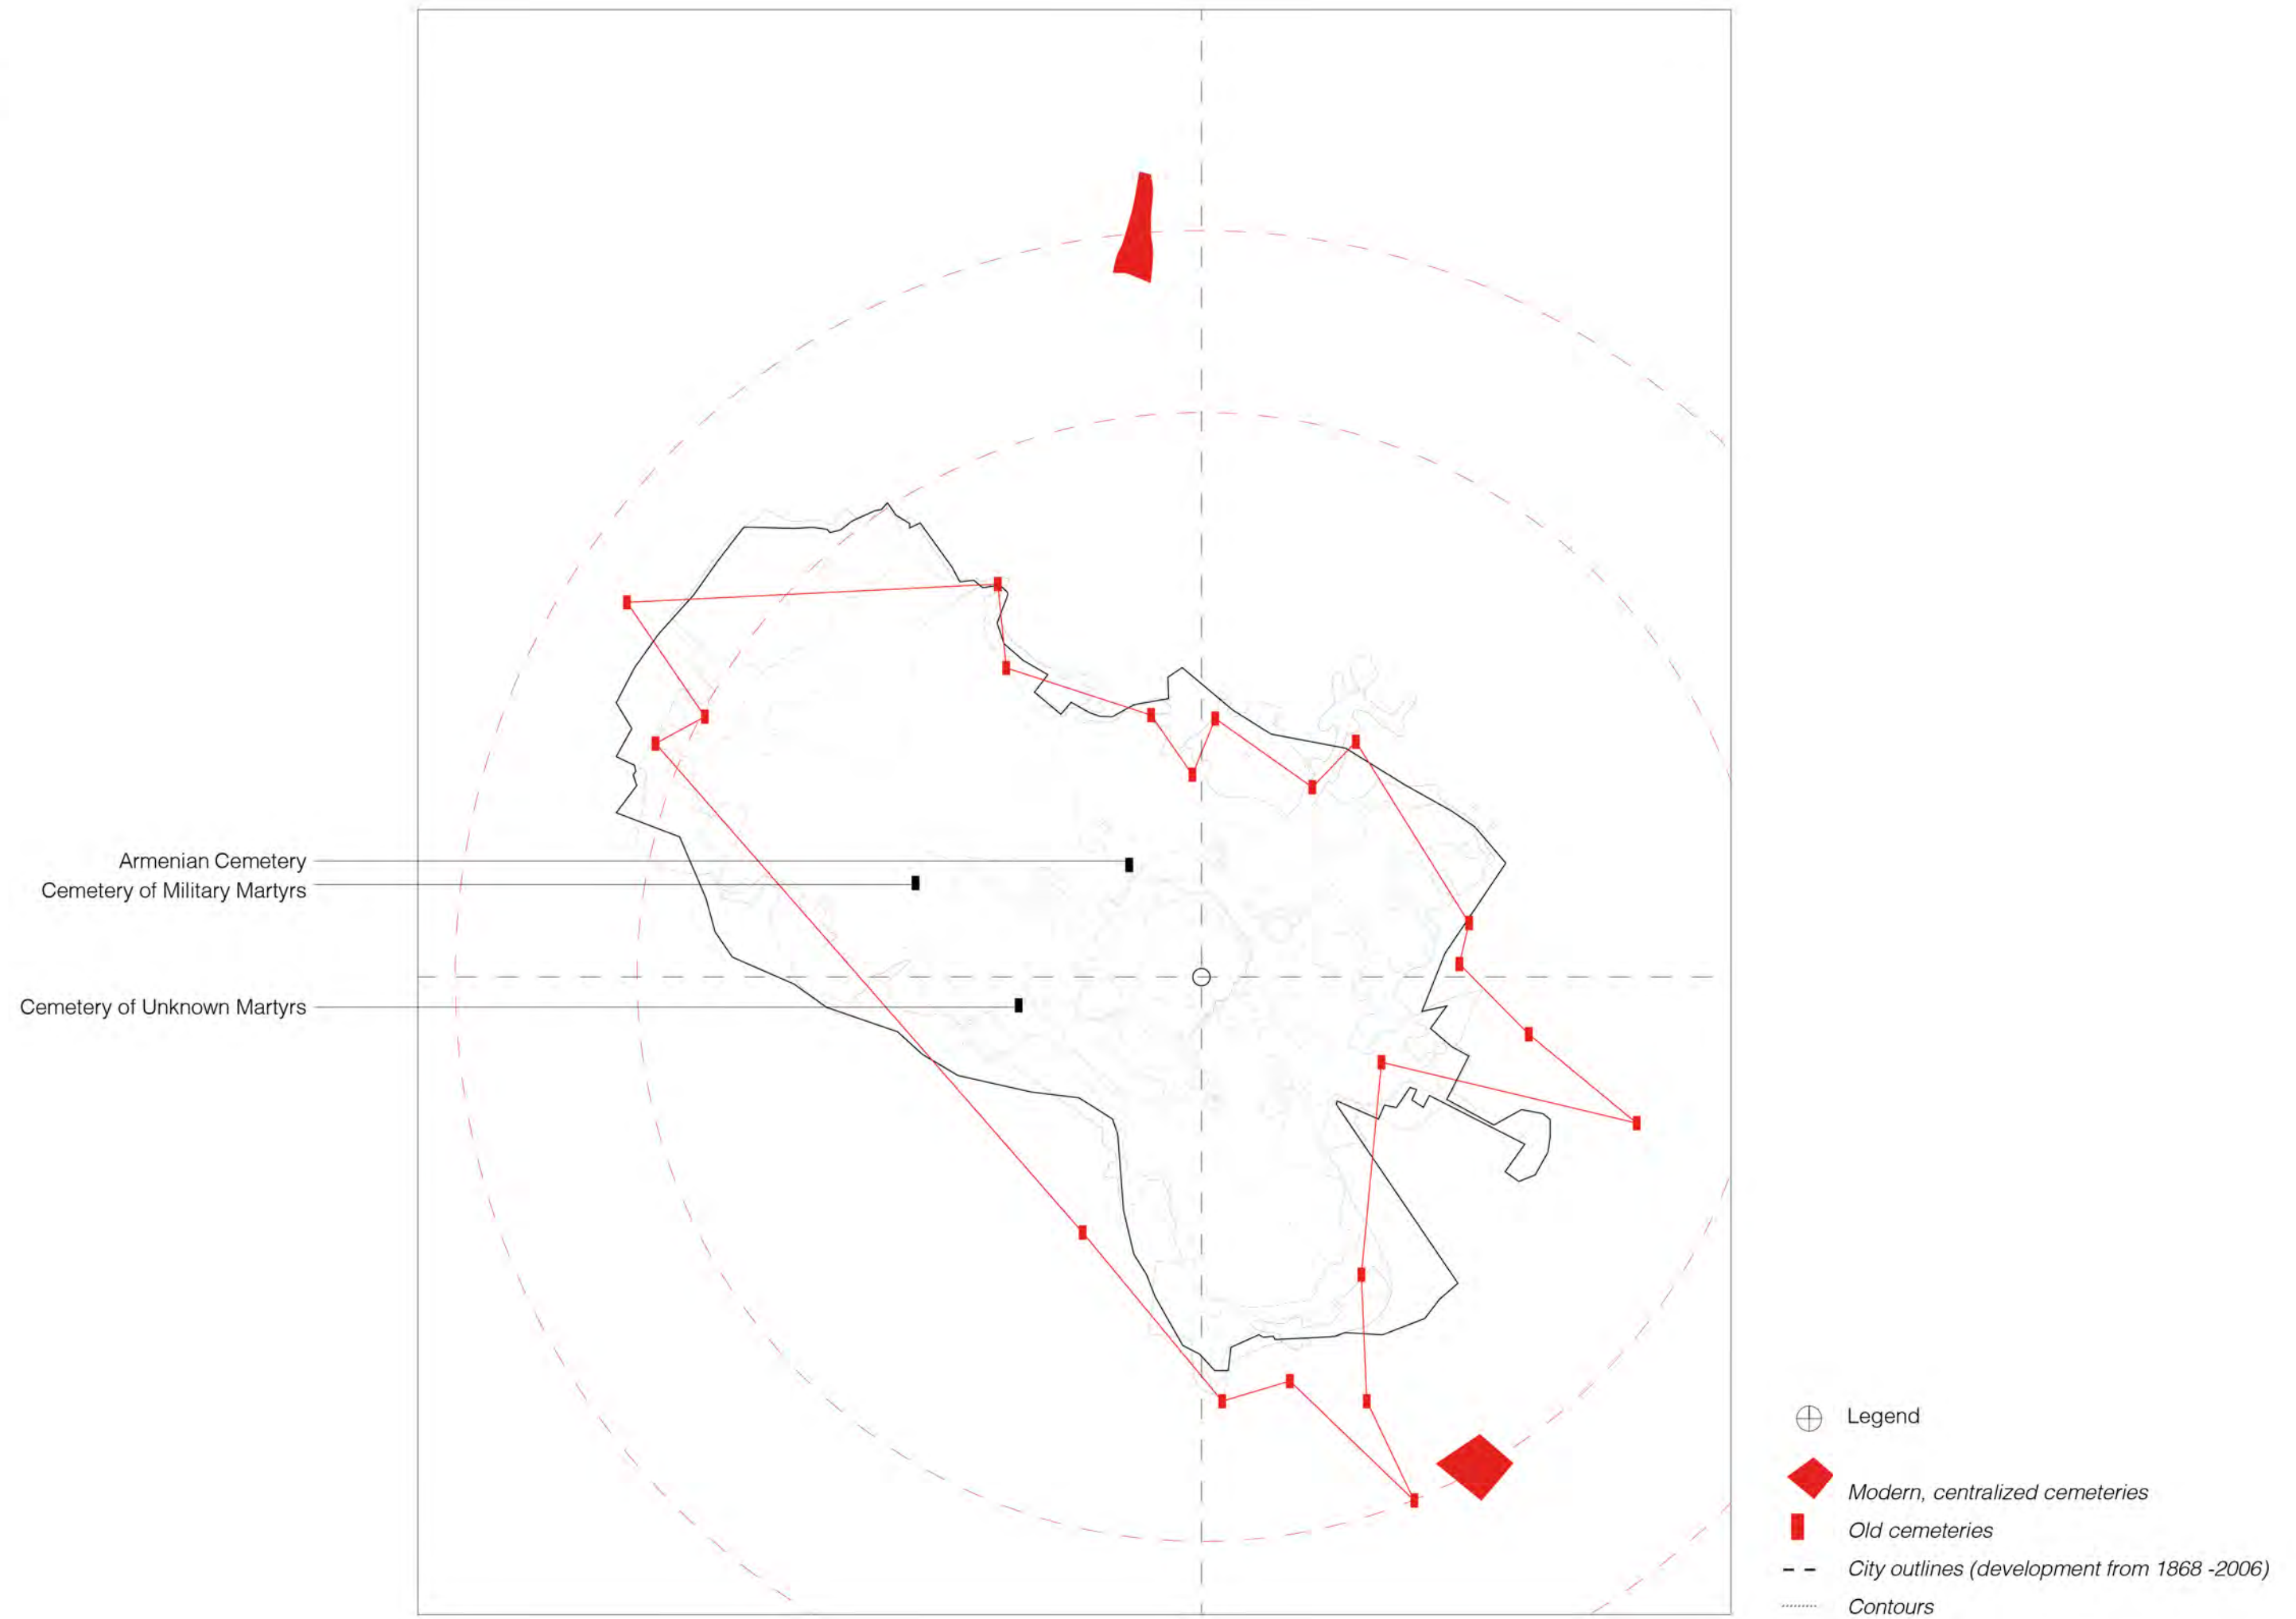 Armenian Cemetery
Cemetery of Military Martyrs
Cemetery of Unknown Martyrs
Legend
Modern, centralized cemeteries
Old cemeteries
City outlines (development from 1868 -2006)
Contours